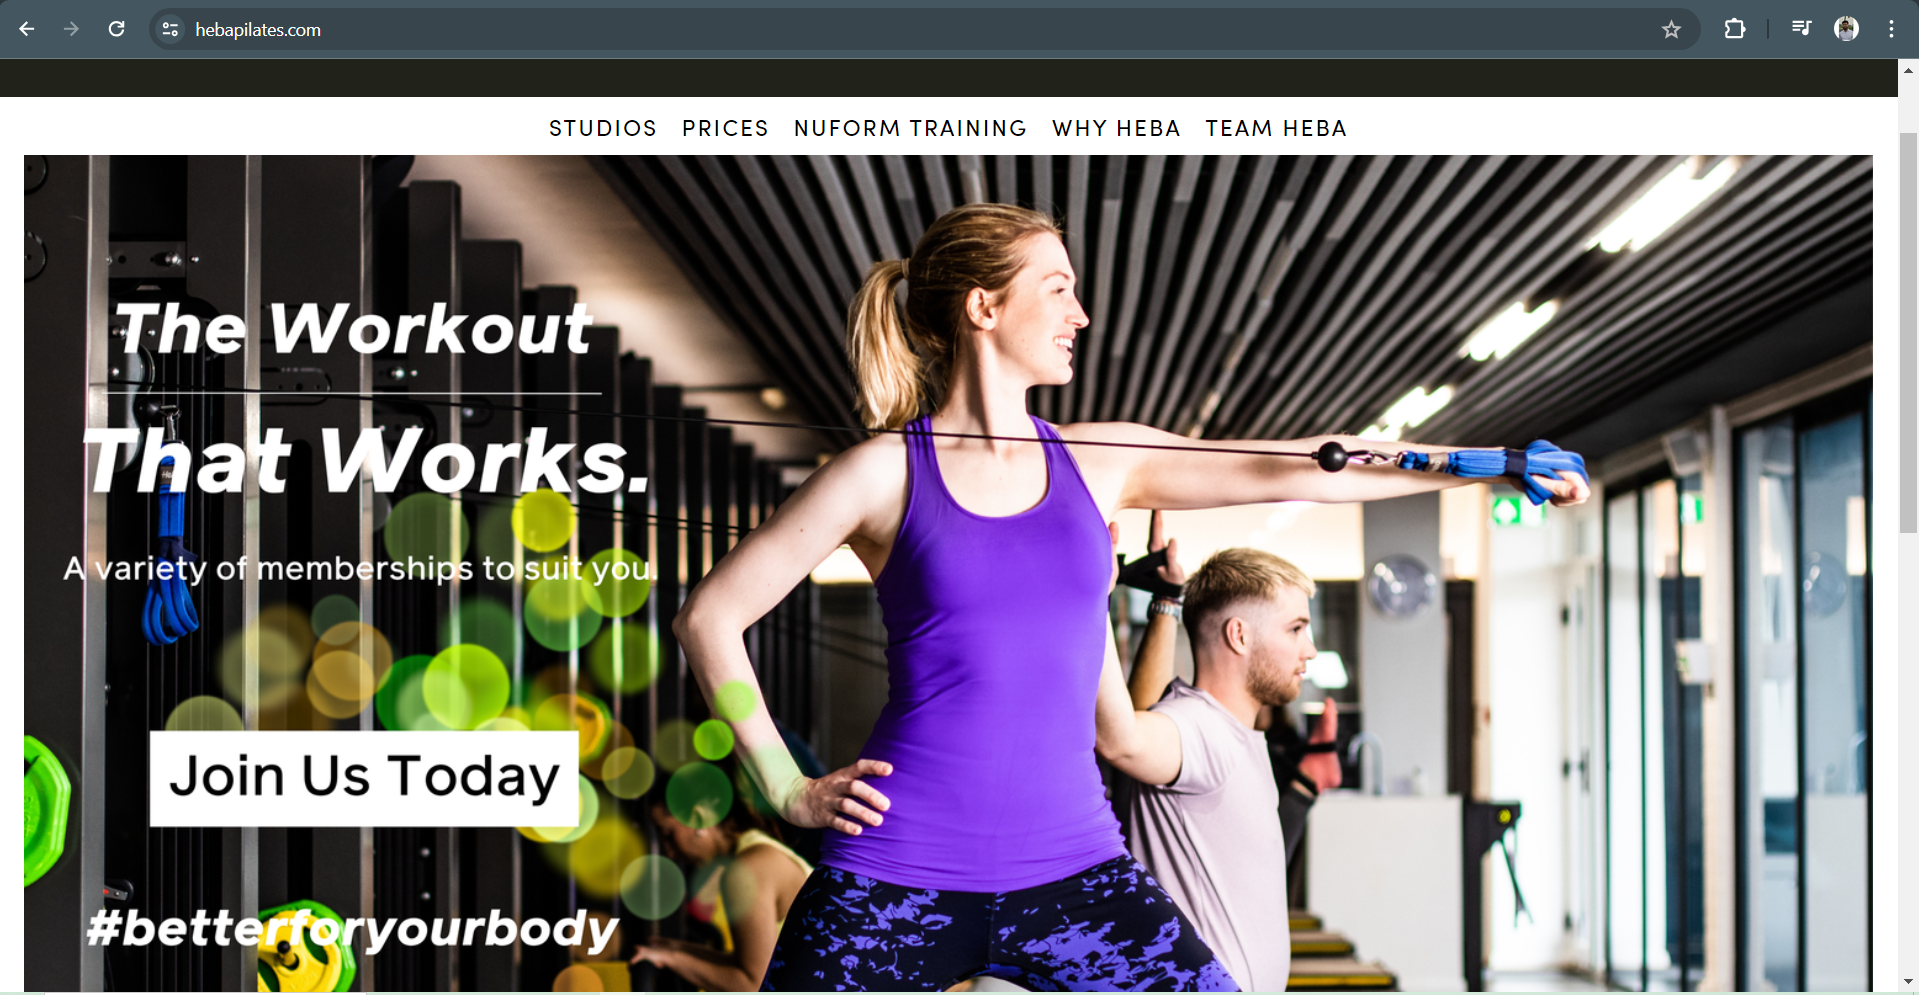 hebapilates.com
STUDIOS PRICES NUFORM TRAINING WHY HEBA TEAM HEBA
The Workout
That Works.
A variety of memberships to suit you.
Join Us Today
#betterforyourbody